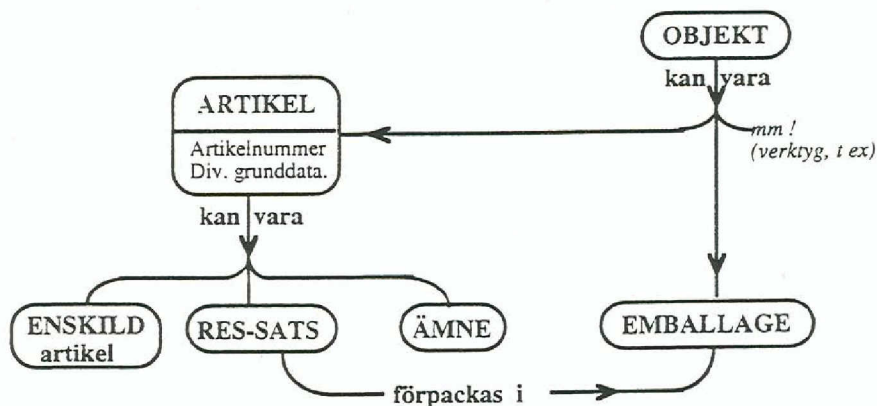 OBJEKT
kan vara
mm !
(verktyg, t ex)
ARTIKEL
Artikelnummer
Div. grunddata.
kan vara
ENSKILD
artikel
RES-SATS
ÄMNE
EMBALLAGE
förpackas i